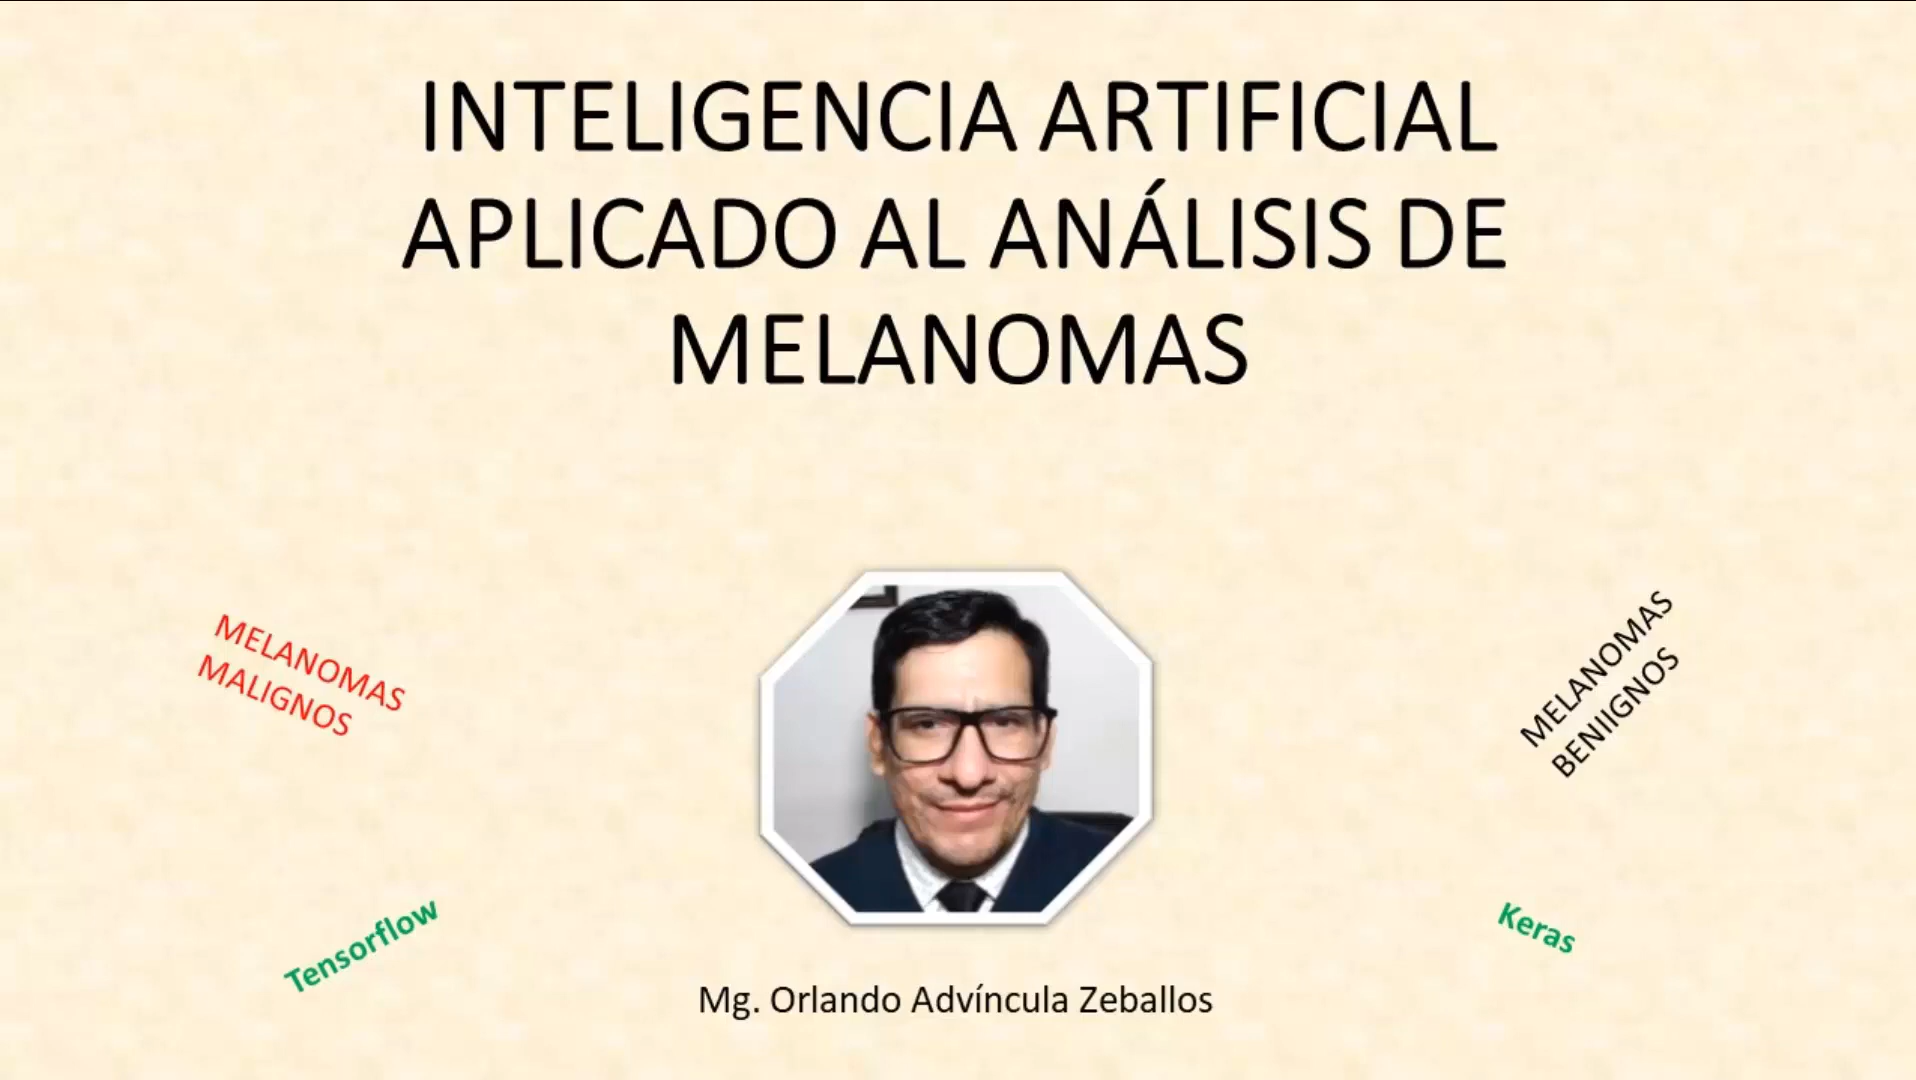 INTELIGENCIA ARTIFICIAL
APLICADO AL ANÁLISIS DE
MELANOMAS
MELANOMAS
MALIGNOS
MELANOMAS
BENIIGNOS
Tensorflow
Keras
Mg. Orlando Advíncula Zeballos